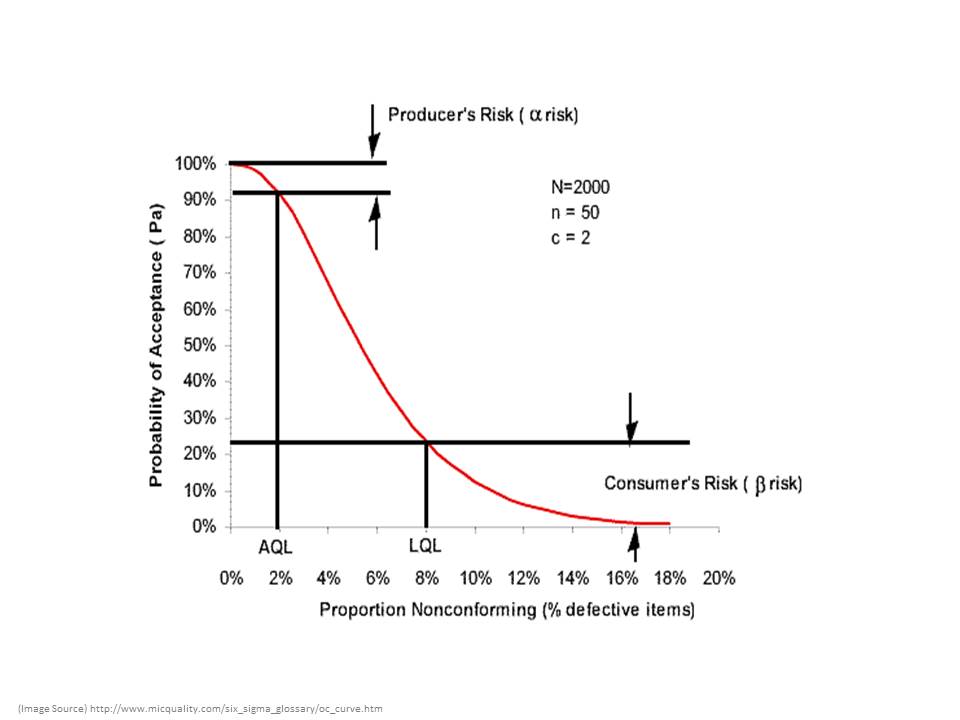 Producer's Risk ( α risk)
100%
90%
80%
70%
60%
50%
40%
30%
20%
10%
0%
Probability of Acceptance ( Pa)
N=2000
n = 50
c = 2
Consumer's Risk ( β risk)
AQL LQL
0% 2% 4% 6% 8% 10% 12% 14% 16% 18% 20%
Proportion Nonconforming (% defective items)
(Image Source) http://www.micquality.com/six_sigma_glossary/oc_curve.htm